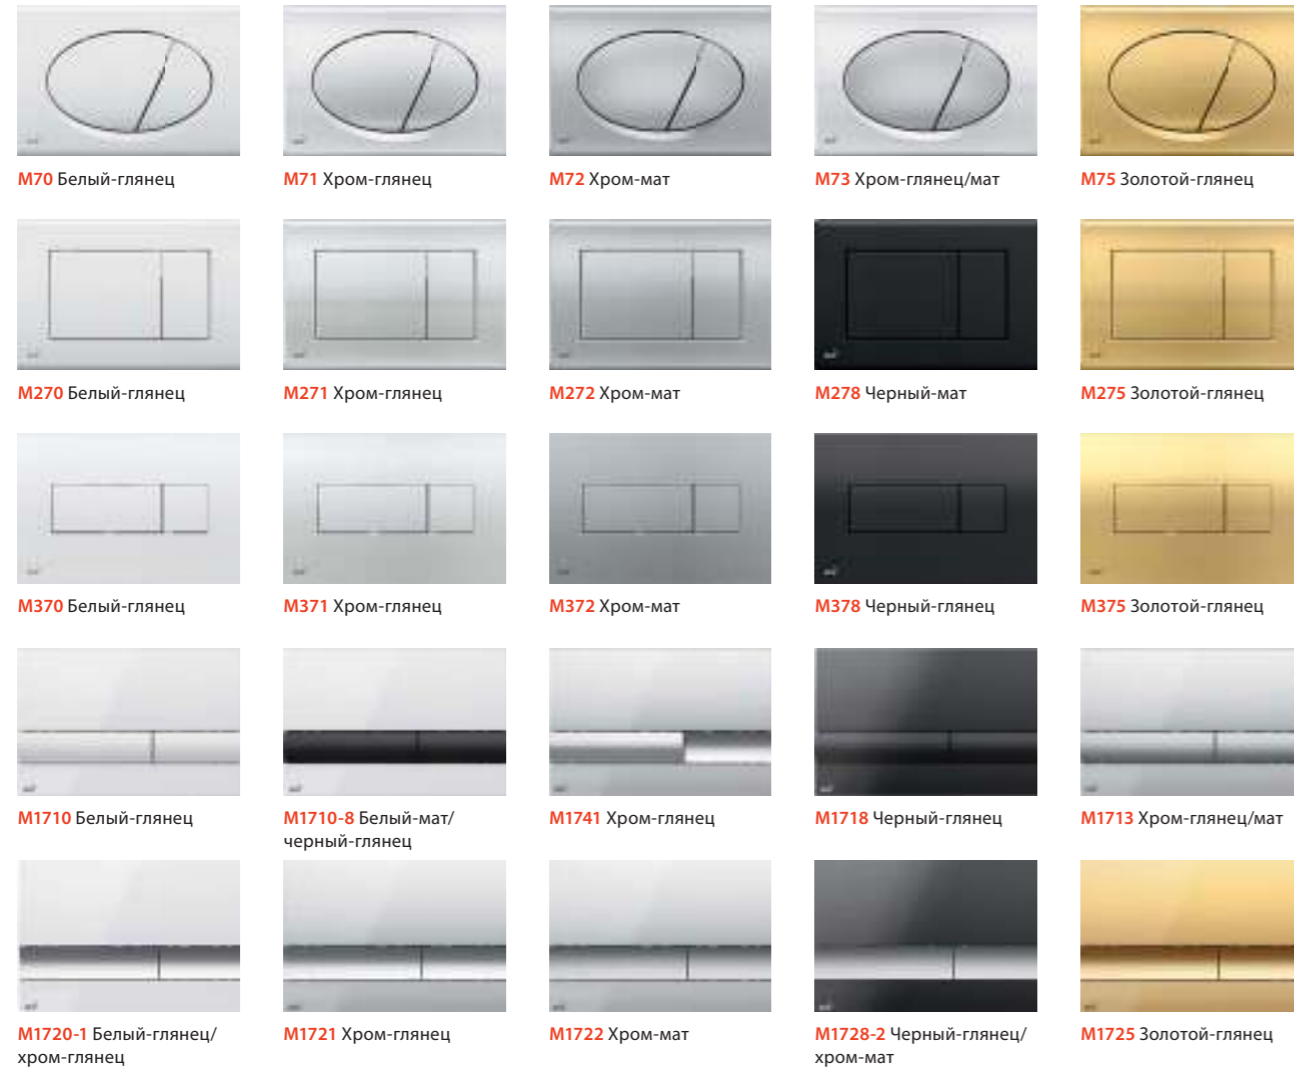 M70 Белый-глянец
M71 Хром-глянец
M72 Хром-мат
M73 Хром-глянец/мат
M75 Золотой-глянец
M270 Белый-глянец
M271 Хром-глянец
M272 Хром-мат
M278 Черный-мат
M275 Золотой-глянец
M370 Белый-глянец
M371 Хром-глянец
M372 Хром-мат
M378 Черный-глянец
M375 Золотой-глянец
M1710 Белый-глянец
M1710-8 Белый-мат/
черный-глянец
M1741 Хром-глянец
M1718 Черный-глянец
M1713 Хром-глянец/мат
M1720-1 Белый-глянец/
хром-глянец
M1721 Хром-глянец
M1722 Хром-мат
M1728-2 Черный-глянец/
хром-мат
M1725 Золотой-глянец